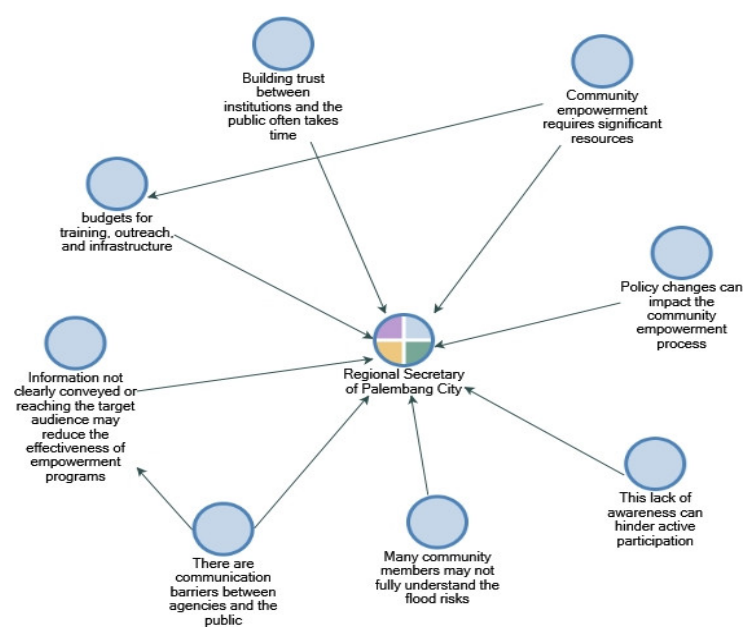 Building trust
between
institutions and the
public often takes
time
Community
empowerment
requires significant
resources
budgets for
training, outreach,
and infrastructure
Policy changes can
impact the
community
empowerment
process
Regional Secretary
of Palembang City
Information not
clearly conveyed or
reaching the target
audience may
reduce the
effectiveness of
empowerment
programs
This lack of
awareness can
hinder active
participation
There are
communication
barriers between
agencies and the
public
Many community
members may not
fully understand the
flood risks